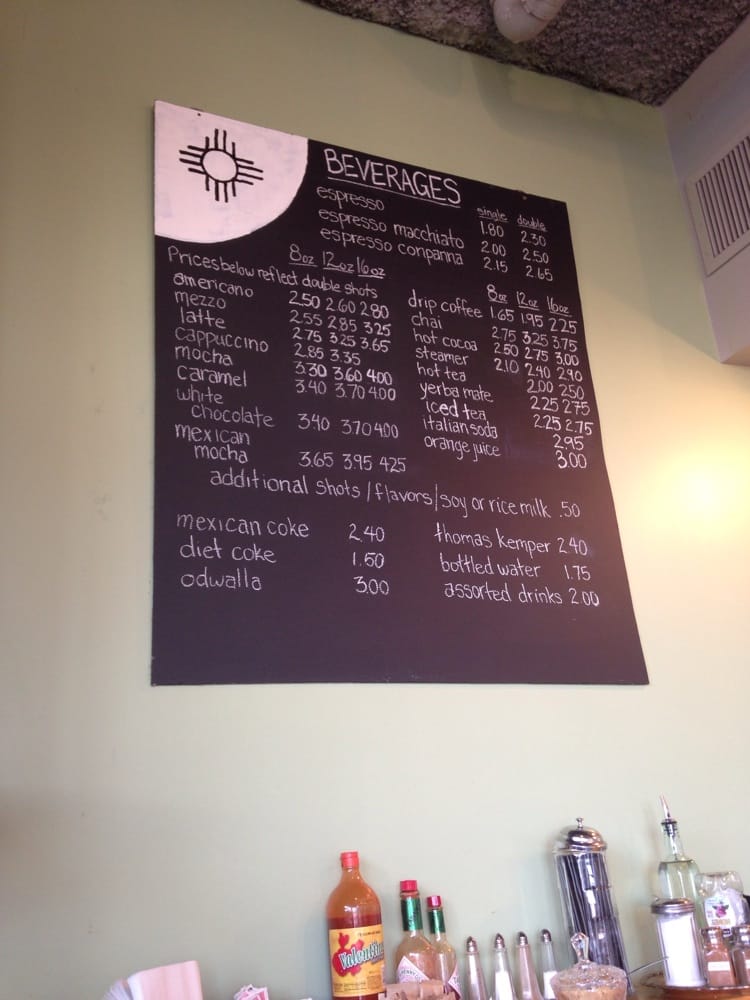 BEVERAGES
single double
espresso 1.80 2.30
espresso macchiato 2.00 2.50
espresso conpanna 2.15 2.65
8oz 12oz 16oz
Prices below reflect double shots
americano 2.50 2.60 2.80
mezzo 2.55 2.85 3.25
latte 2.75 3.25 3.65
cappuccino 2.85 3.35
mocha 3.30 3.60 4.00
caramel 3.40 3.70 4.00
white
chocolate 3.40 3.70 4.00
mexican
mocha 3.65 3.95 4.25
8oz 12oz 16oz
drip coffee 1.65 1.95 2.25
chai 2.75 3.25 3.75
hot cocoa 2.50 2.75 3.00
steamer 2.10 2.40 2.90
hot tea 2.00 2.50
yerba mate 2.25 2.75
iced tea 2.25 2.75
italian soda 2.95
orange juice 3.00
additional shots/flavors/soy or rice milk .50
mexican coke 2.40
diet coke 1.50
odwalla 3.00
thomas kemper 2.40
bottled water 1.75
assorted drinks 2.00
Valentina